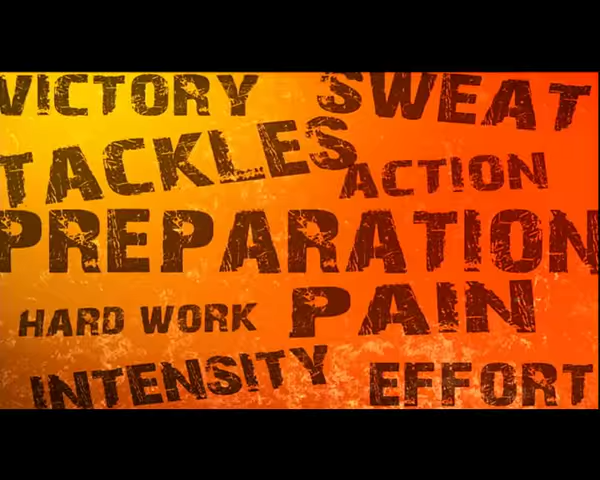 VICTORY SWEAT
TACKLES ACTION
PREPARATION
HARD WORK PAIN
INTENSITY EFFORT